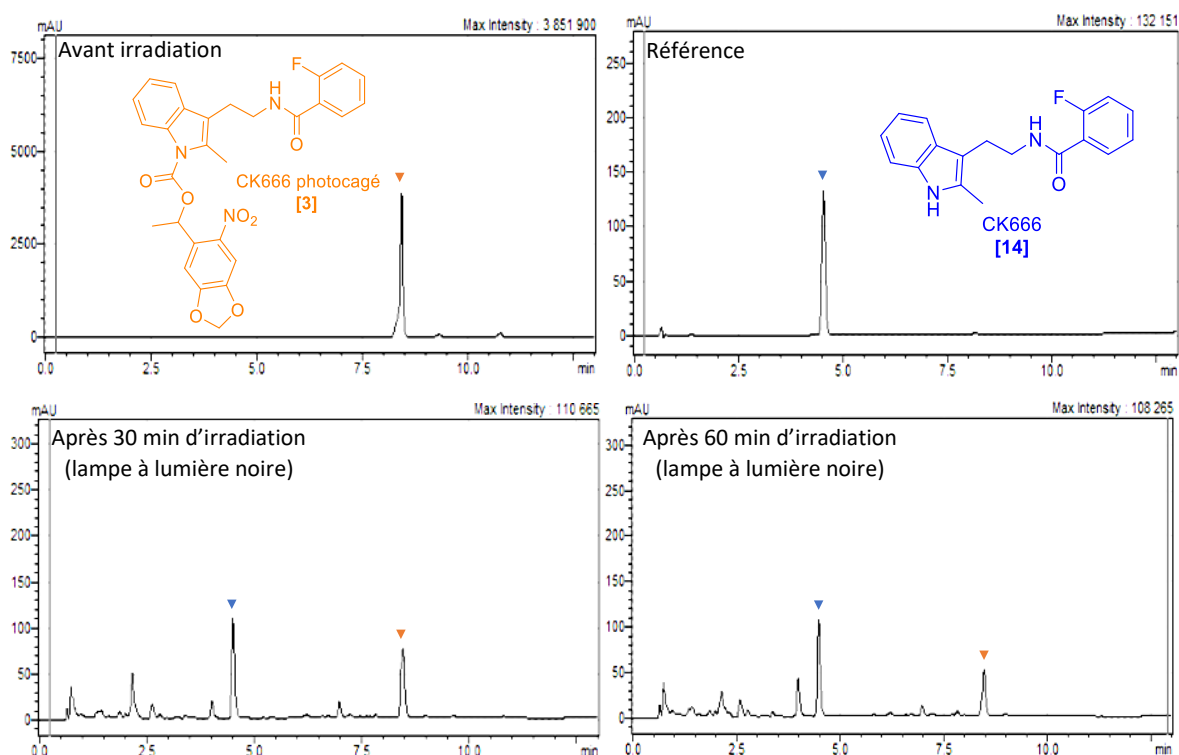 mAU
Max Intensity : 3 851 900
Avant irradiation
7500
5000
2500
0
F
NH
O
N
O
O
CK666 photocagé
[3]
NO2
O
O
0.0
2.5
5.0
7.5
10.0
min
mAU
Max Intensity : 132 151
Référence
250
200
150
100
50
0
F
H
N
O
N
H
CK666
[14]
0.0
2.5
5.0
7.5
10.0
min
mAU
Max Intensity : 110 665
Après 30 min d’irradiation
(lampe à lumière noire)
300
250
200
150
100
50
0
0.0
2.5
5.0
7.5
10.0
min
mAU
Max Intensity : 108 265
Après 60 min d’irradiation
(lampe à lumière noire)
300
250
200
150
100
50
0
0.0
2.5
5.0
7.5
10.0
min